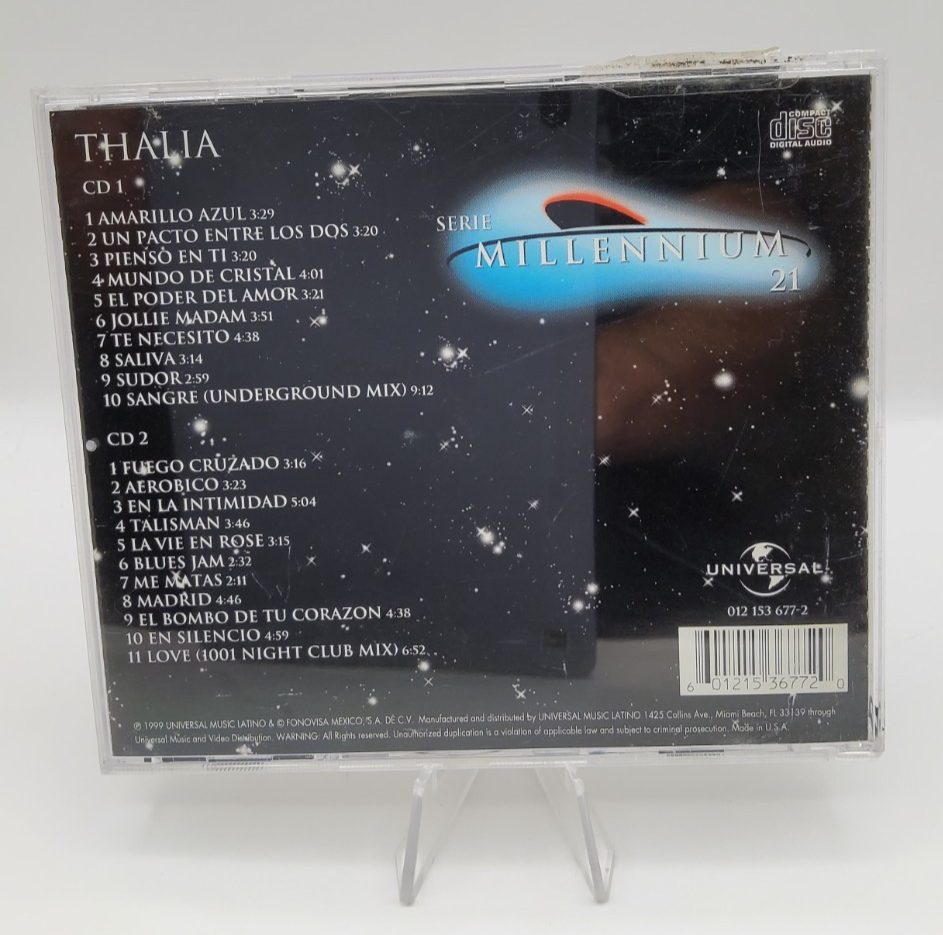 THALIA
CD 1
1 AMARILLO AZUL 3:29
2 UN PACTO ENTRE LOS DOS 3:20
3 PIENSO EN TI 3:20
4 MUNDO DE CRISTAL 4:01
5 EL PODER DEL AMOR 3:21
6 JOLLIE MADAM 3:51
7 TE NECESITO 4:38
8 SALIVA 3:14
9 SUDOR 2:59
10 SANGRE (UNDERGROUND MIX) 9:12
CD 2
1 FUEGO CRUZADO 3:16
2 AEROBICO 3:23
3 EN LA INTIMIDAD 5:04
4 TALISMAN 3:46
5 LA VIE EN ROSE 3:15
6 BLUES JAM 2:32
7 ME MATAS 2:11
8 MADRID 4:46
9 EL BOMBO DE TU CORAZON 4:38
10 EN SILENCIO 4:59
11 LOVE (1001 NIGHT CLUB MIX) 6:52
COMPACT
disc
DIGITAL AUDIO
SERIE
MILLENNIUM
21
UNIVERSAL
012 153 677-2
6 01215 36772 0
℗ 1999 UNIVERSAL MUSIC LATINO & © FONOVISA MEXICO, S.A. DE C.V. Manufactured and distributed by UNIVERSAL MUSIC LATINO 1425 Collins Ave., Miami Beach, FL 33139 through
Universal Music and Video Distribution. WARNING: All Rights reserved. Unauthorized duplication is a violation of applicable law and subject to criminal prosecution. Made in U.S.A.